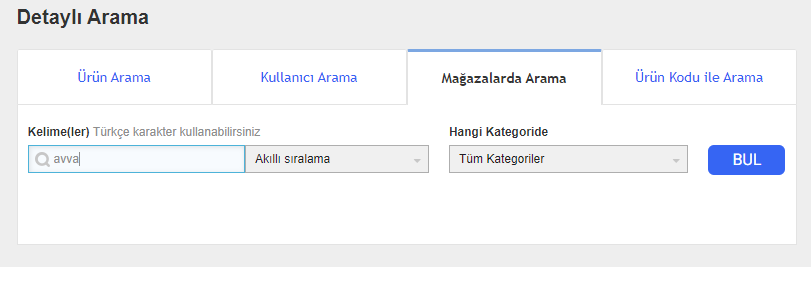 Detaylı Arama
Ürün Arama
Kullanıcı Arama
Mağazalarda Arama
Ürün Kodu ile Arama
Kelime(ler) Türkçe karakter kullanabilirsiniz
Hangi Kategoride
avva
Akıllı sıralama
Tüm Kategoriler
BUL